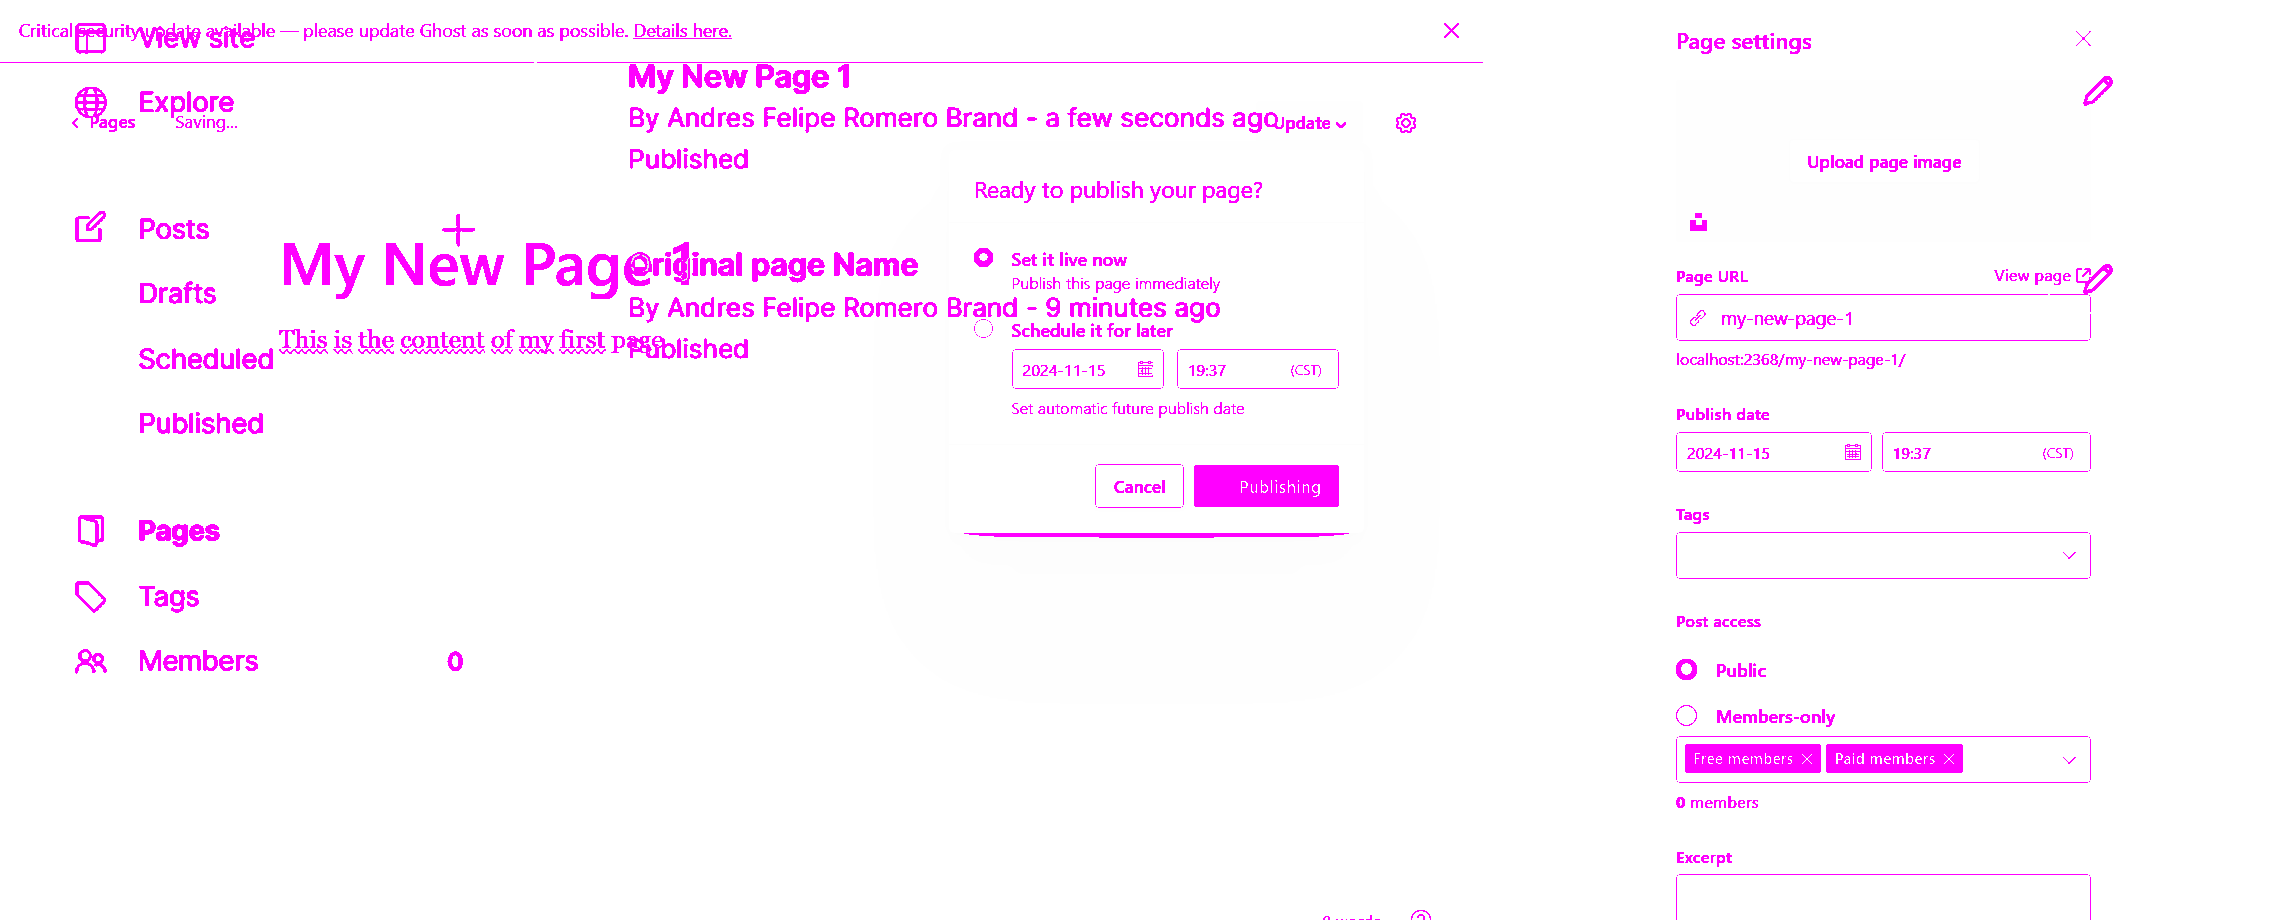 Critical security update available — please update Ghost as soon as possible. Details here.
View site
Explore
Pages
Saving...
Posts
Drafts
Scheduled
Published
Pages
Tags
Members 0
My New Page 1
This is the content of my first page
My New Page 1
By Andres Felipe Romero Brand - a few seconds ago
Published
Original page Name
By Andres Felipe Romero Brand - 9 minutes ago
Published
Update
Ready to publish your page?
Set it live now
Publish this page immediately
Schedule it for later
2024-11-15 19:37 (CST)
Set automatic future publish date
Cancel Publishing
Page settings
Upload page image
Page URL View page
my-new-page-1
localhost:2368/my-new-page-1/
Publish date
2024-11-15 19:37 (CST)
Tags
Post access
Public
Members-only
Free members Paid members
0 members
Excerpt